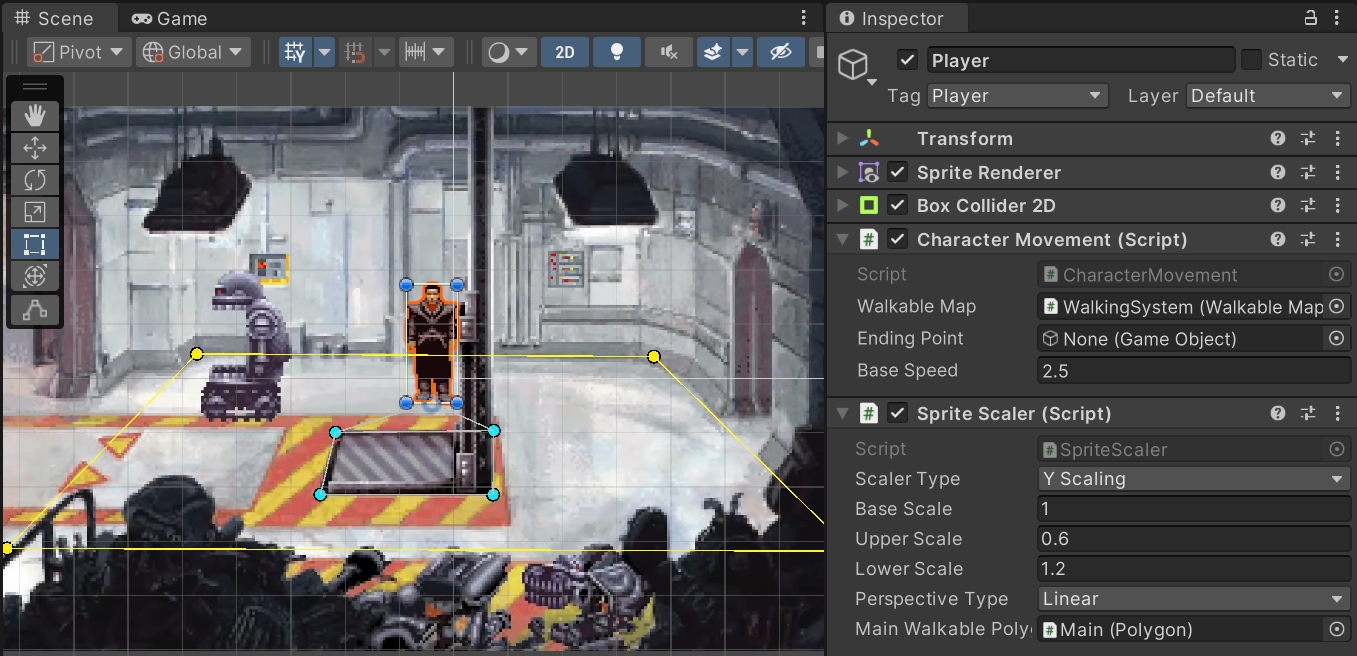 Scene
Game
Pivot
Global
2D
Inspector
Player
Static
Tag
Player
Layer
Default
Transform
Sprite Renderer
Box Collider 2D
# Character Movement (Script)
Script
# CharacterMovement
Walkable Map
# WalkingSystem (Walkable Map
Ending Point
None (Game Object)
Base Speed
2.5
# Sprite Scaler (Script)
Script
# SpriteScaler
Scaler Type
Y Scaling
Base Scale
1
Upper Scale
0.6
Lower Scale
1.2
Perspective Type
Linear
Main Walkable Poly
# Main (Polygon)